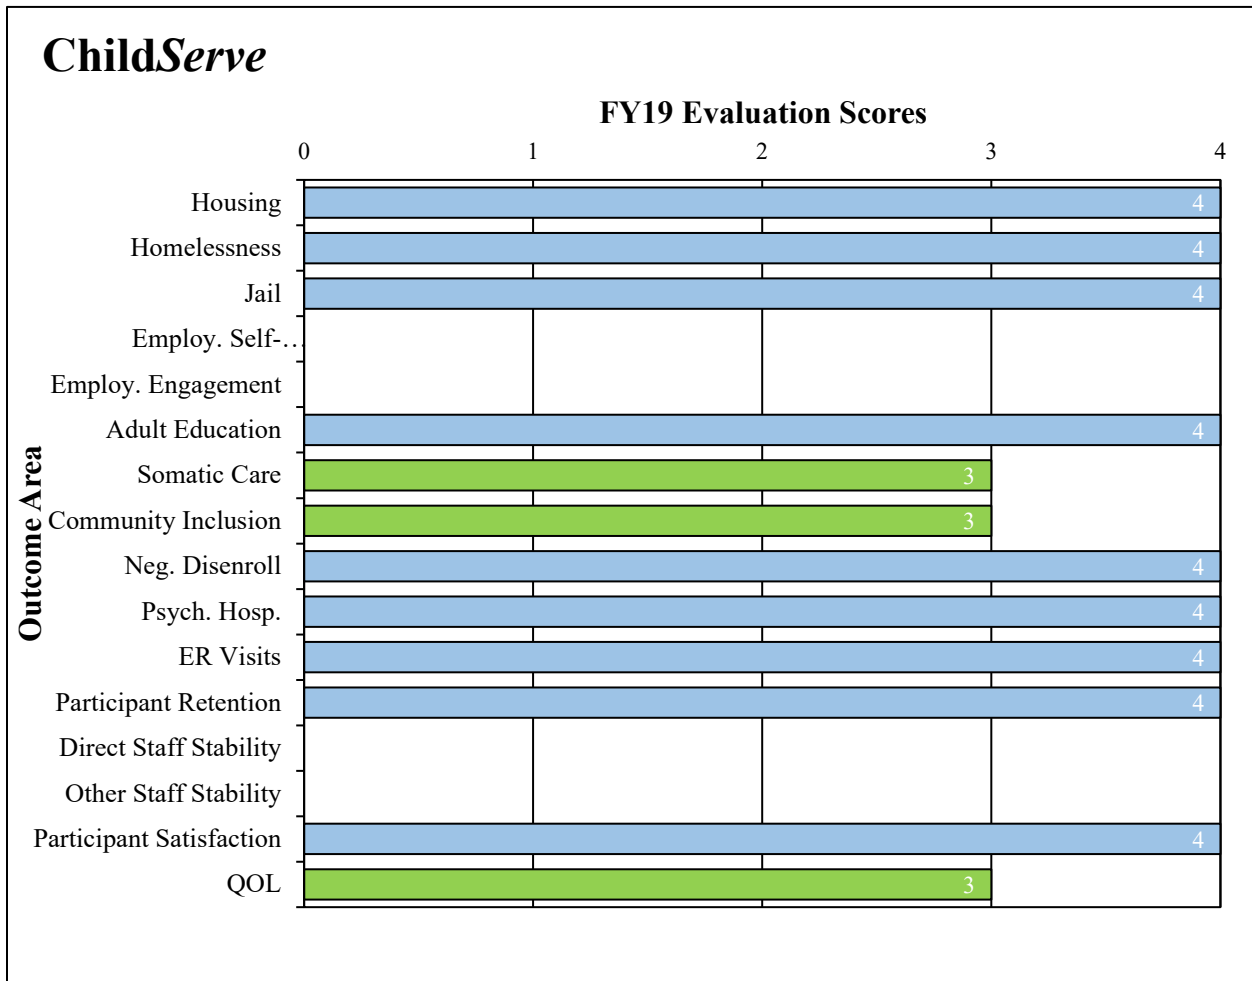 ChildServe
FY19 Evaluation Scores
0 1 2 3 4
Outcome Area
Housing 4
Homelessness 4
Jail 4
Employ. Self-…
Employ. Engagement
Adult Education 4
Somatic Care 3
Community Inclusion 3
Neg. Disenroll 4
Psych. Hosp. 4
ER Visits 4
Participant Retention 4
Direct Staff Stability
Other Staff Stability
Participant Satisfaction 4
QOL 3